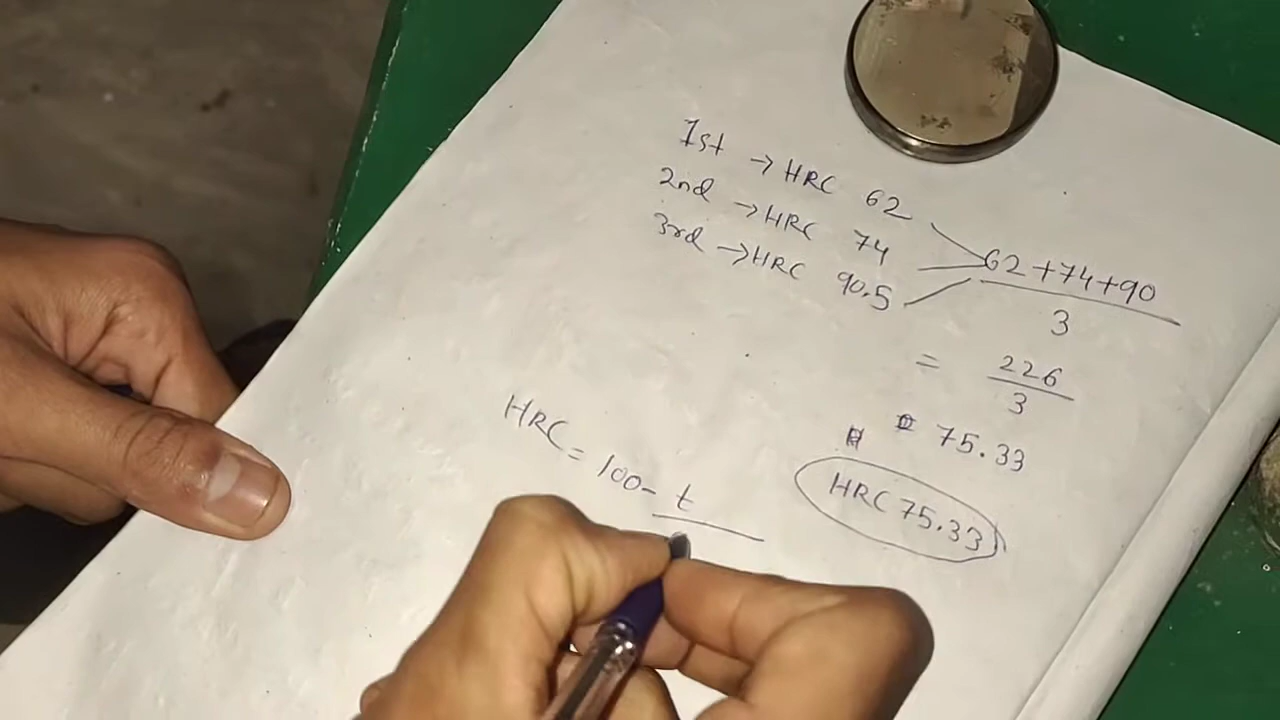 1st → HRC 62
2nd → HRC 74
3rd → HRC 90.5
62+74+90
3
= 226
3
75.33
HRC 75.33
HRC = 100 - t